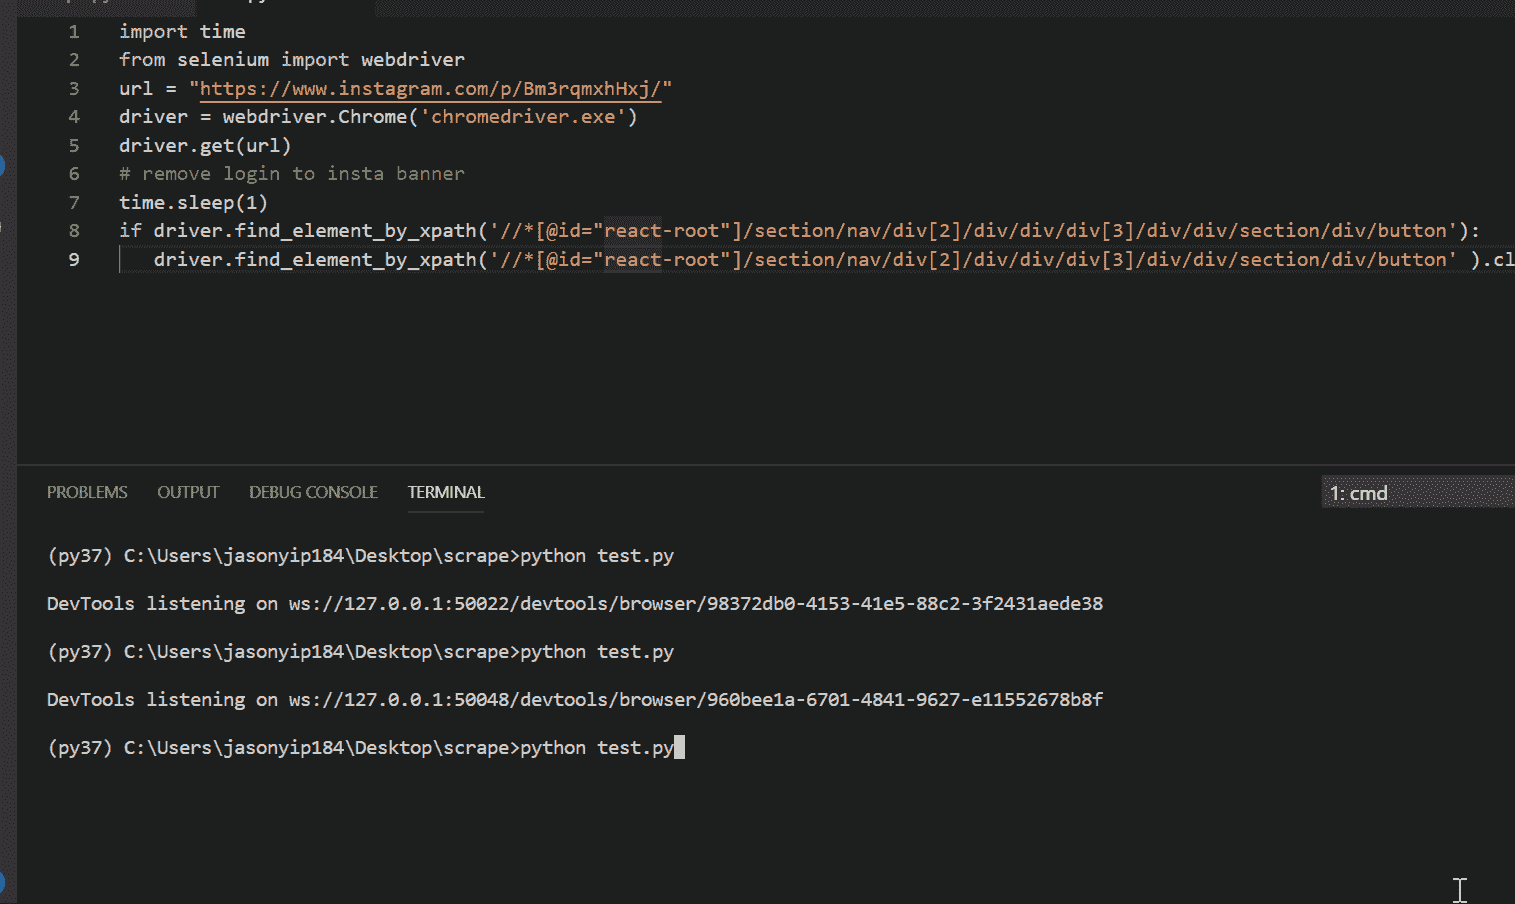 1 import time
2 from selenium import webdriver
3 url = "https://www.instagram.com/p/Bm3rqmxhHxj/"
4 driver = webdriver.Chrome('chromedriver.exe')
5 driver.get(url)
6 # remove login to insta banner
7 time.sleep(1)
8 if driver.find_element_by_xpath('//*[@id="react-root"]/section/nav/div[2]/div/div/div[3]/div/div/section/div/button'):
9 driver.find_element_by_xpath('//*[@id="react-root"]/section/nav/div[2]/div/div/div[3]/div/div/section/div/button' ).cl
PROBLEMS OUTPUT DEBUG CONSOLE TERMINAL 1: cmd
(py37) C:\Users\jasonyip184\Desktop\scrape>python test.py
DevTools listening on ws://127.0.0.1:50022/devtools/browser/98372db0-4153-41e5-88c2-3f2431aede38
(py37) C:\Users\jasonyip184\Desktop\scrape>python test.py
DevTools listening on ws://127.0.0.1:50048/devtools/browser/960bee1a-6701-4841-9627-e11552678b8f
(py37) C:\Users\jasonyip184\Desktop\scrape>python test.py